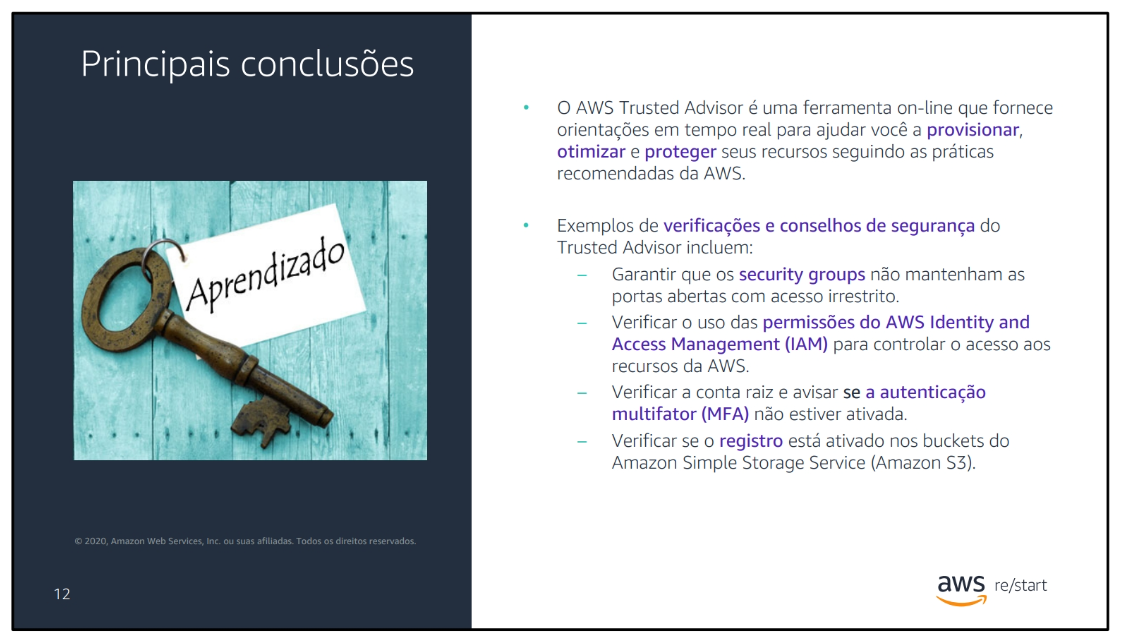 Principais conclusões
Aprendizado
© 2020, Amazon Web Services, Inc. ou suas afiliadas. Todos os direitos reservados.
12
• O AWS Trusted Advisor é uma ferramenta on-line que fornece
orientações em tempo real para ajudar você a provisionar,
otimizar e proteger seus recursos seguindo as práticas
recomendadas da AWS.
• Exemplos de verificações e conselhos de segurança do
Trusted Advisor incluem:
– Garantir que os security groups não mantenham as
portas abertas com acesso irrestrito.
– Verificar o uso das permissões do AWS Identity and
Access Management (IAM) para controlar o acesso aos
recursos da AWS.
– Verificar a conta raiz e avisar se a autenticação
multifator (MFA) não estiver ativada.
– Verificar se o registro está ativado nos buckets do
Amazon Simple Storage Service (Amazon S3).
aws re/start